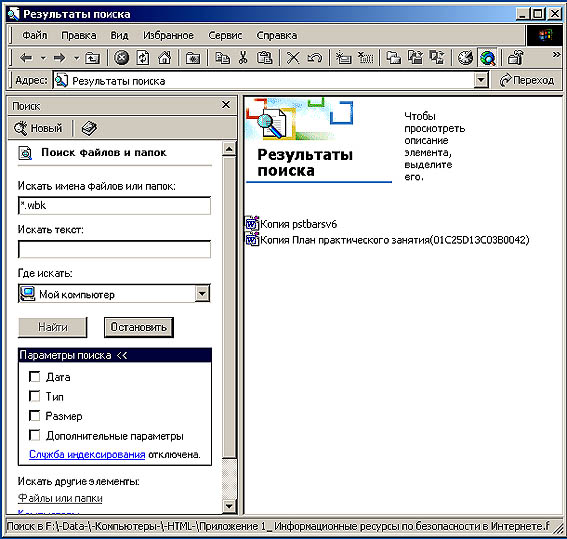 Результаты поиска
Файл Правка Вид Избранное Сервис Справка
Адрес: Результаты поиска Переход
Поиск
Новый
Поиск файлов и папок
Искать имена файлов или папок:
*.wbk
Искать текст:
Где искать:
Мой компьютер
Найти Остановить
Параметры поиска <<
Дата
Тип
Размер
Дополнительные параметры
Служба индексирования отключена.
Искать другие элементы:
Файлы или папки
Компьютеры
Результаты
поиска
Чтобы
просмотреть
описание
элемента,
выделите
его.
Копия pstbarsv6
Копия План практического занятия(01C25D13C03B0042)
Поиск в F:\-Data-\-Компьютеры-\-HTML-\Приложение 1_ Информационные ресурсы по безопасности в Интернете.f